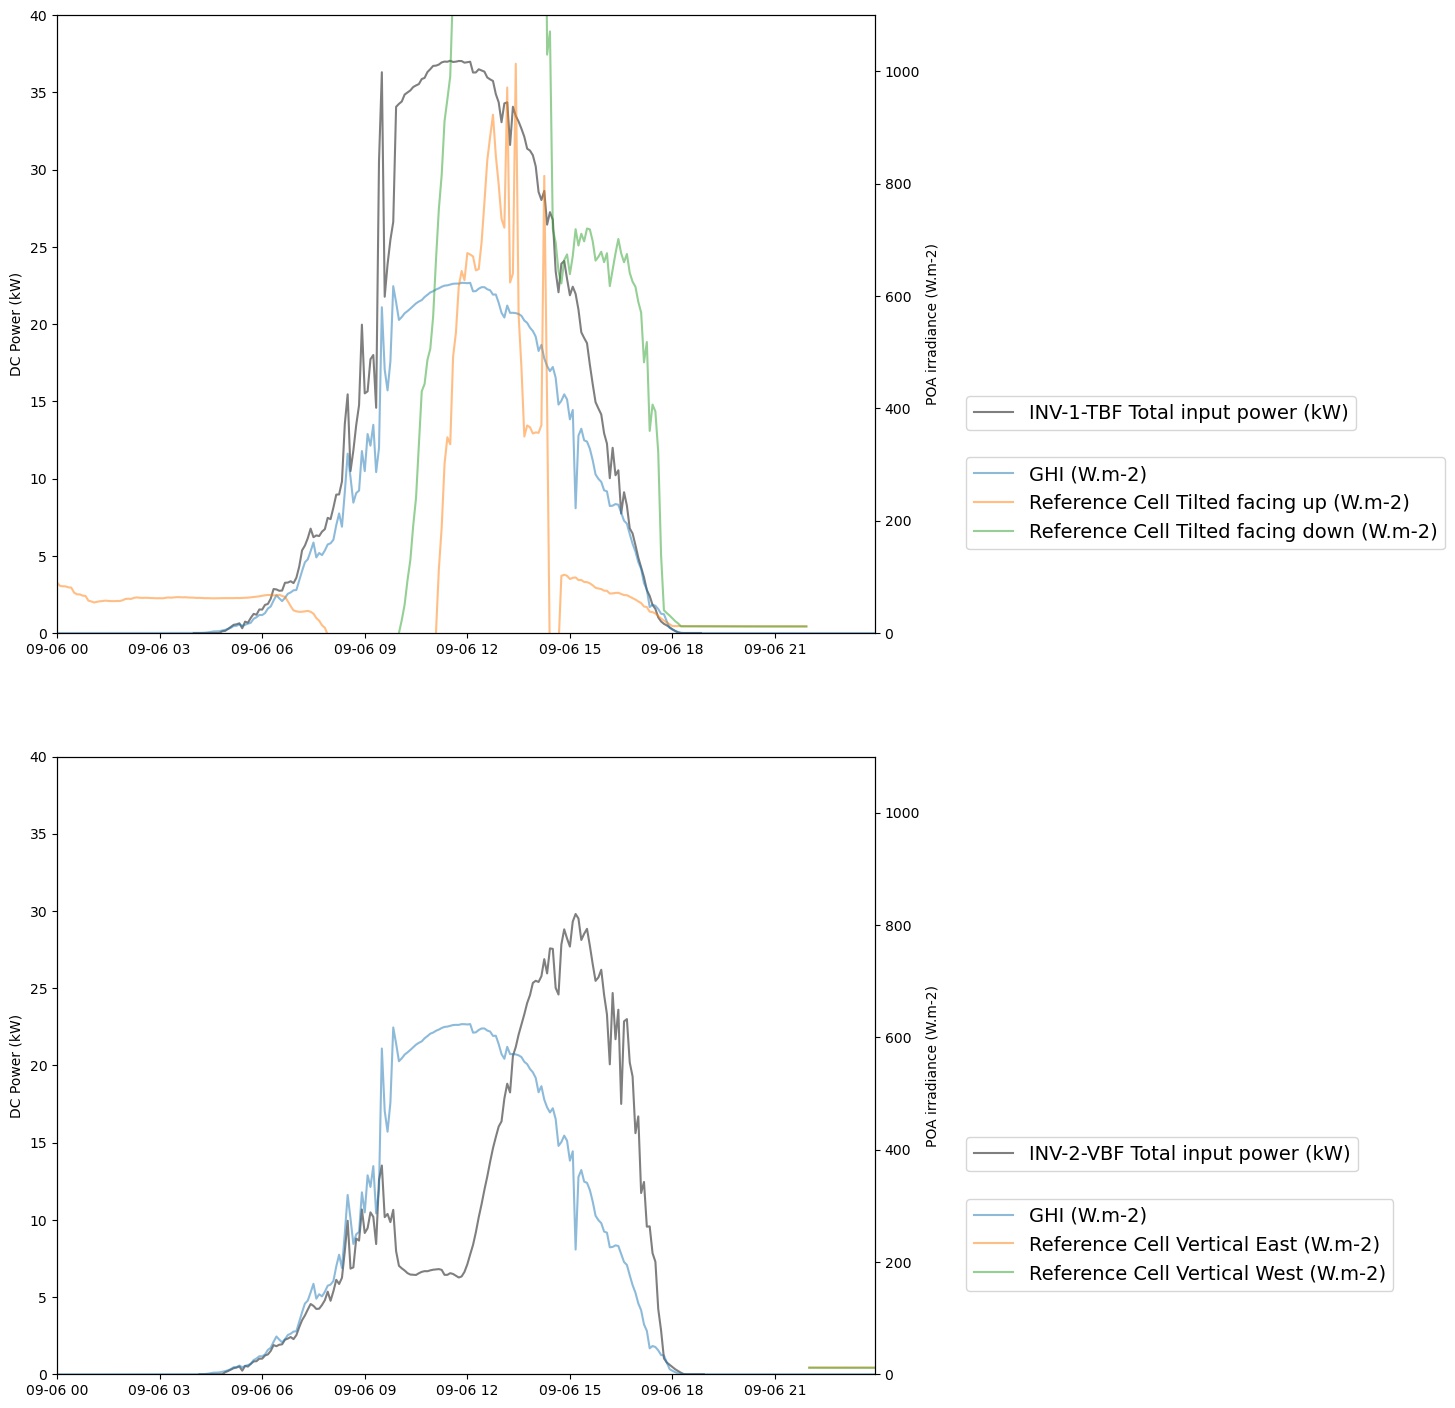 40
35
30
25
20
15
10
5
0
DC Power (kW)
1000
800
600
400
200
0
POA irradiance (W.m-2)
09-06 00 09-06 03 09-06 06 09-06 09 09-06 12 09-06 15 09-06 18 09-06 21
INV-1-TBF Total input power (kW)
GHI (W.m-2)
Reference Cell Tilted facing up (W.m-2)
Reference Cell Tilted facing down (W.m-2)
40
35
30
25
20
15
10
5
0
DC Power (kW)
1000
800
600
400
200
0
POA irradiance (W.m-2)
09-06 00 09-06 03 09-06 06 09-06 09 09-06 12 09-06 15 09-06 18 09-06 21
INV-2-VBF Total input power (kW)
GHI (W.m-2)
Reference Cell Vertical East (W.m-2)
Reference Cell Vertical West (W.m-2)